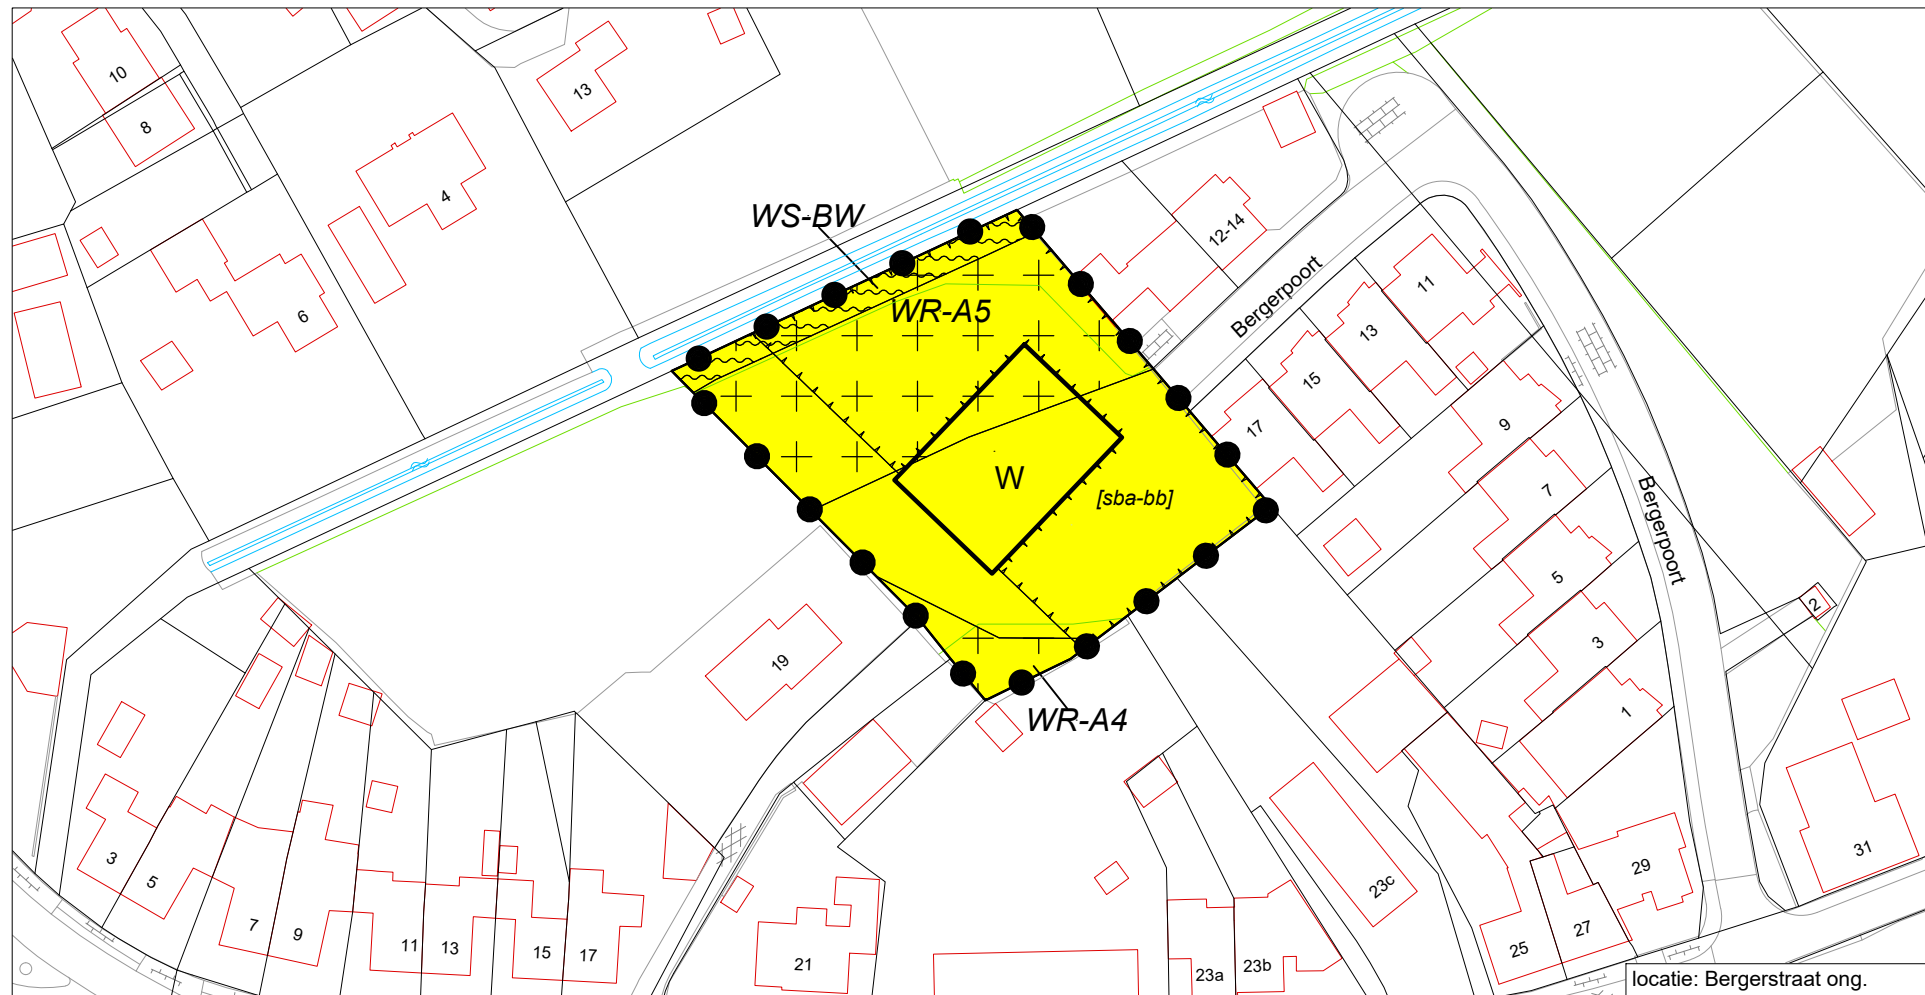 10
8
13
4
6
WS-BW
WR-A5
12-14
Bergerpoort
11
13
15
17
9
7
5
3
1
2
Bergerpoort
W
[sba-bb]
WR-A4
19
3
5
7
9
11
13
15
17
21
23a
23b
23c
25
27
29
31
locatie: Bergerstraat ong.